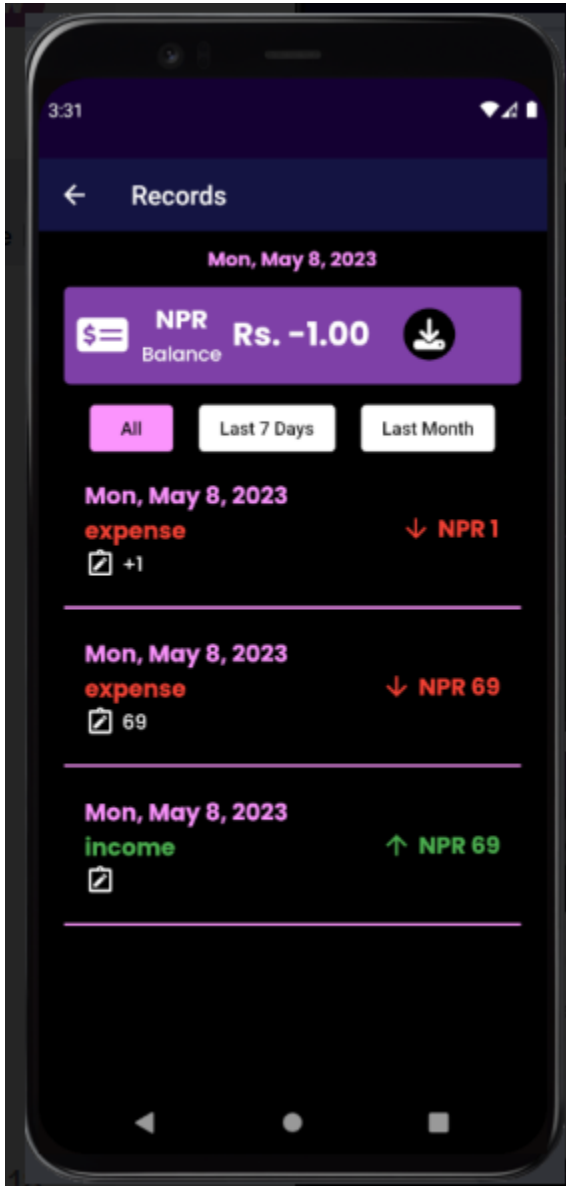 3:31
Records
Mon, May 8, 2023
NPR
Balance
Rs. -1.00
All
Last 7 Days
Last Month
Mon, May 8, 2023
expense
↓ NPR 1
+1
Mon, May 8, 2023
expense
↓ NPR 69
69
Mon, May 8, 2023
income
↑ NPR 69